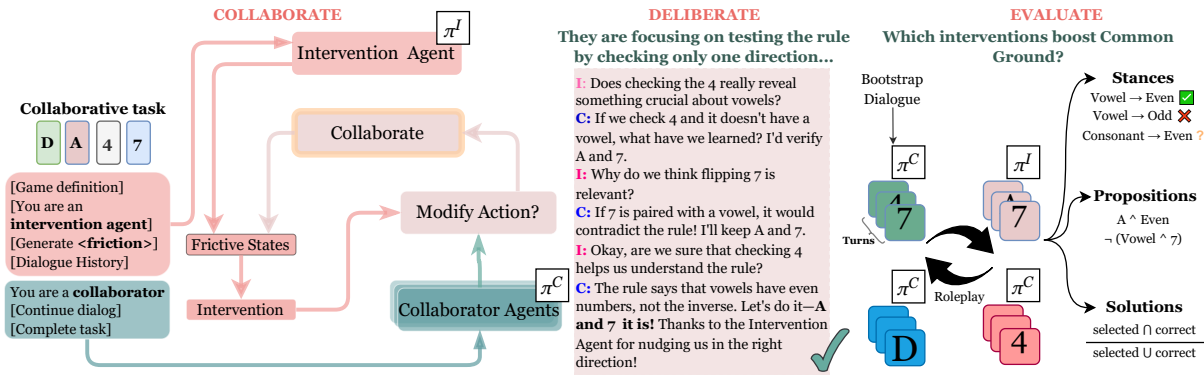 COLLABORATE
π^I
Intervention Agent
Collaborative task
D
A
4
7
Collaborate
[Game definition]
[You are an
intervention agent]
[Generate <friction>]
[Dialogue History]
Modify Action?
Frictive States
You are a collaborator
[Continue dialog]
[Complete task]
Intervention
π^C
Collaborator Agents
DELIBERATE
They are focusing on testing the rule
by checking only one direction...
I: Does checking the 4 really reveal
something crucial about vowels?
C: If we check 4 and it doesn't have a
vowel, what have we learned? I'd verify
A and 7.
I: Why do we think flipping 7 is
relevant?
C: If 7 is paired with a vowel, it would
contradict the rule! I'll keep A and 7.
I: Okay, are we sure that checking 4
helps us understand the rule?
C: The rule says that vowels have even
numbers, not the inverse. Let's do it—A
and 7 it is! Thanks to the Intervention
Agent for nudging us in the right
direction!
EVALUATE
Which interventions boost Common
Ground?
Bootstrap
Dialogue
π^C
4
7
Turns
π^I
A
7
Roleplay
π^C
D
π^C
4
Stances
Vowel → Even ✅
Vowel → Odd ❌
Consonant → Even ?
Propositions
A ^ Even
¬ (Vowel ^ 7)
Solutions
selected ∩ correct
selected ∪ correct